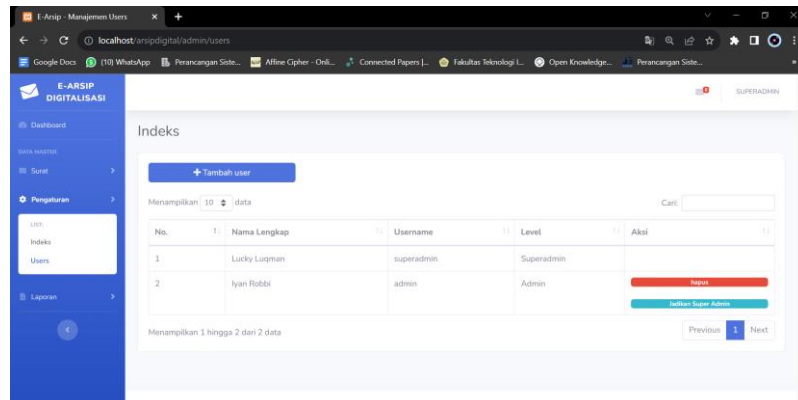 E-Arsip - Manajemen Users
localhost/arsipdigital/admin/users
Google Docs (10) WhatsApp Perancangan Siste... Affine Cipher - Onli... Connected Papers |... Fakultas Teknologi I... Open Knowledge... Perancangan Siste...
E-ARSIP
DIGITALISASI
SUPERADMIN
Dashboard
DATA MASTER
Surat
Pengaturan
LIST:
Indeks
Users
Laporan
Indeks
+ Tambah user
Menampilkan 10 data
Cari:
No. Nama Lengkap Username Level Aksi
1 Lucky Luqman superadmin Superadmin
2 Iyan Robbi admin Admin hapus
Jadikan Super Admin
Menampilkan 1 hingga 2 dari 2 data
Previous 1 Next